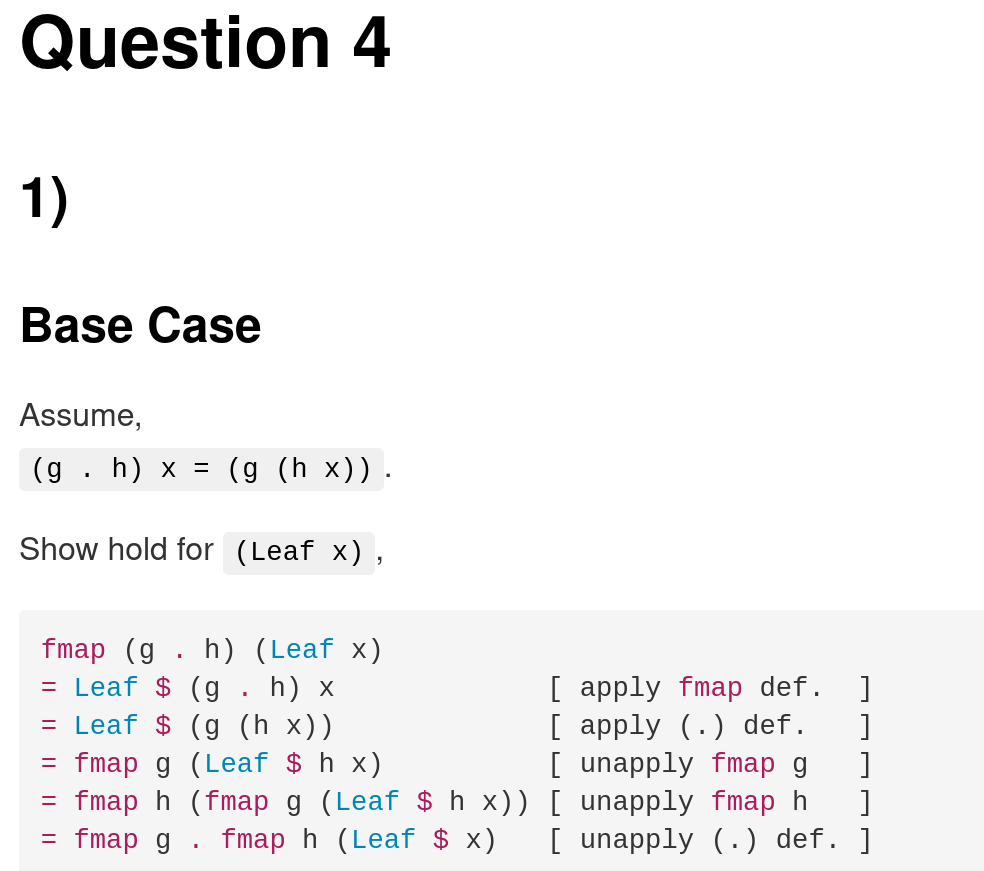 Question 4
1)
Base Case
Assume,
(g . h) x = (g (h x)).
Show hold for (Leaf x),
fmap (g . h) (Leaf x)
= Leaf $ (g . h) x             [ apply fmap def.  ]
= Leaf $ (g (h x))             [ apply (.) def.   ]
= fmap g (Leaf $ h x)          [ unapply fmap g   ]
= fmap h (fmap g (Leaf $ h x)) [ unapply fmap h   ]
= fmap g . fmap h (Leaf $ x)   [ unapply (.) def. ]